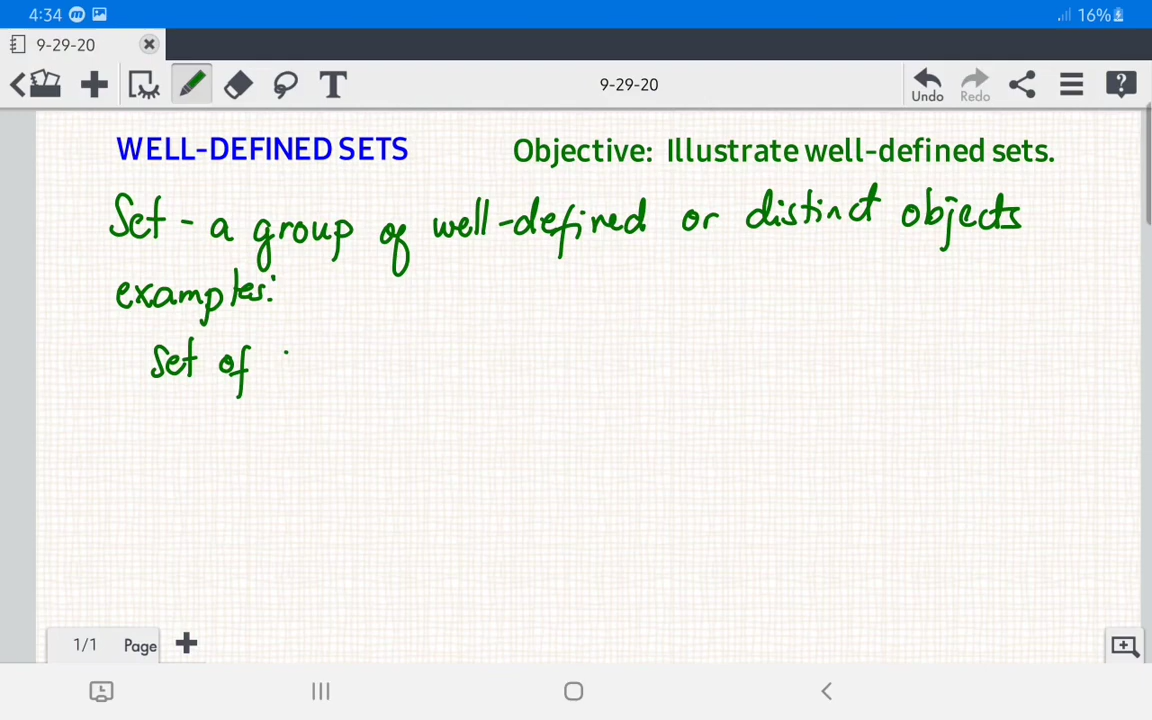 4:34 16%
9-29-20
9-29-20 Undo Redo
WELL-DEFINED SETS Objective: Illustrate well-defined sets.
Set - a group of well-defined or distinct objects
examples:
Set of
1/1 Page